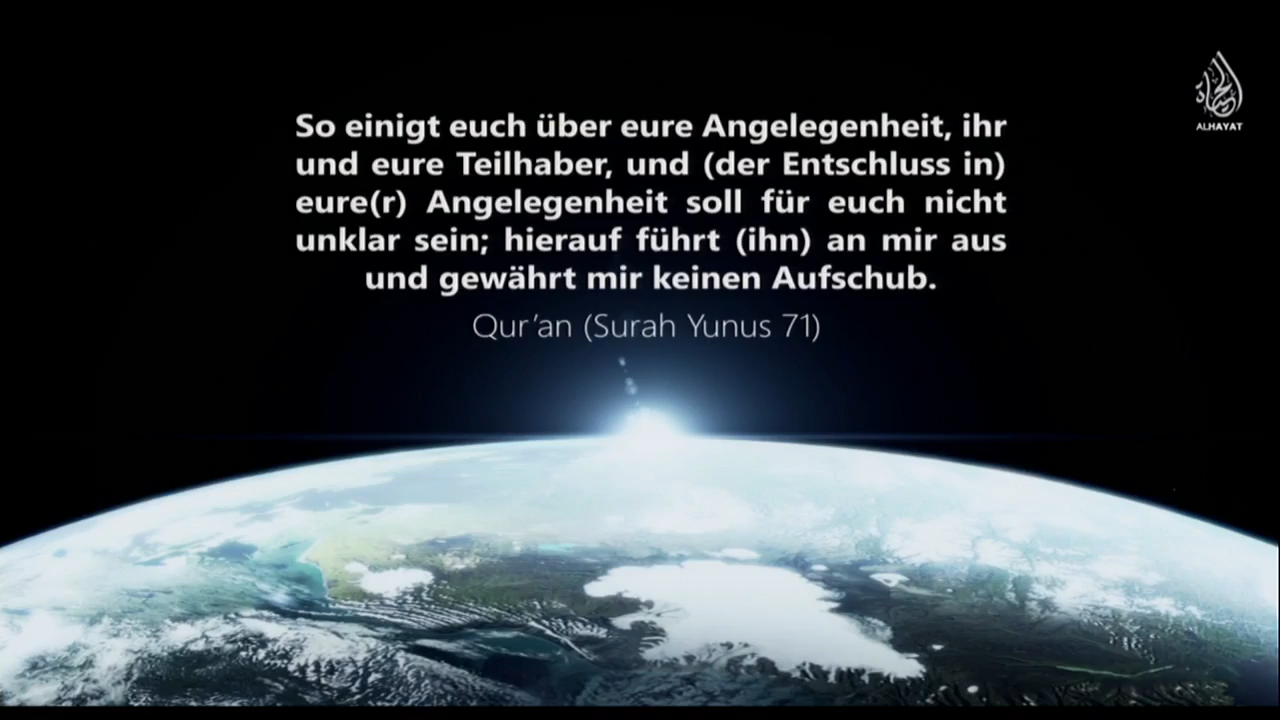 So einigt euch über eure Angelegenheit, ihr
und eure Teilhaber, und (der Entschluss in)
eure(r) Angelegenheit soll für euch nicht
unklar sein; hierauf führt (ihn) an mir aus
und gewährt mir keinen Aufschub.
Qur'an (Surah Yunus 71)
الحياة
ALHAYAT